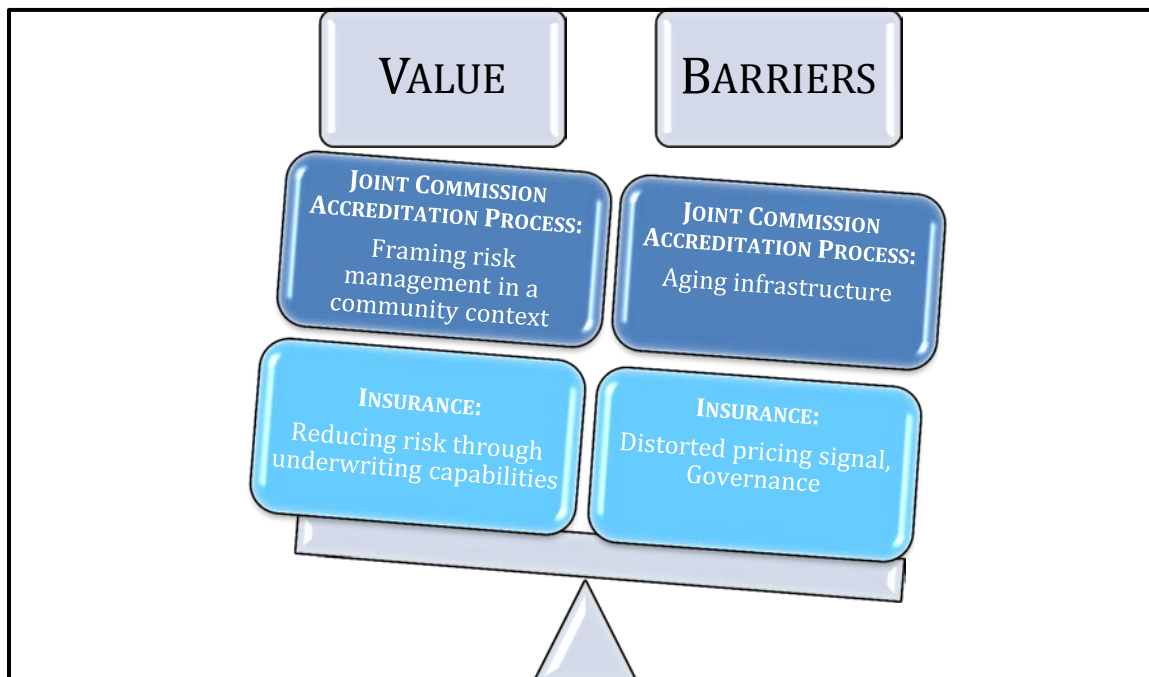 VALUE
BARRIERS
JOINT COMMISSION
ACCREDITATION PROCESS:
Framing risk
management in a
community context
JOINT COMMISSION
ACCREDITATION PROCESS:
Aging infrastructure
INSURANCE:
Reducing risk through
underwriting capabilities
INSURANCE:
Distorted pricing signal,
Governance